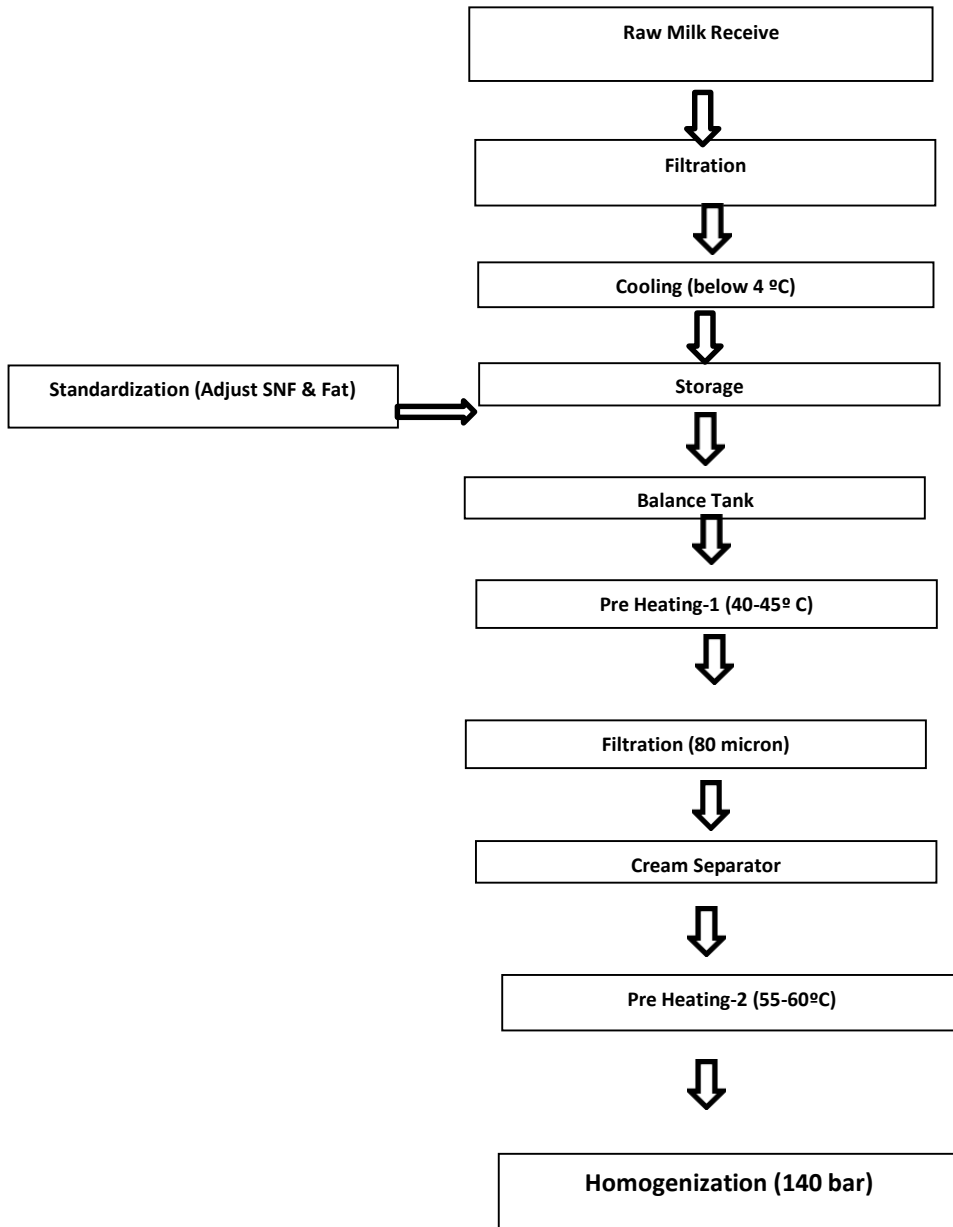 Raw Milk Receive
Filtration
Cooling (below 4 ºC)
Standardization (Adjust SNF & Fat)
Storage
Balance Tank
Pre Heating-1 (40-45º C)
Filtration (80 micron)
Cream Separator
Pre Heating-2 (55-60ºC)
Homogenization (140 bar)